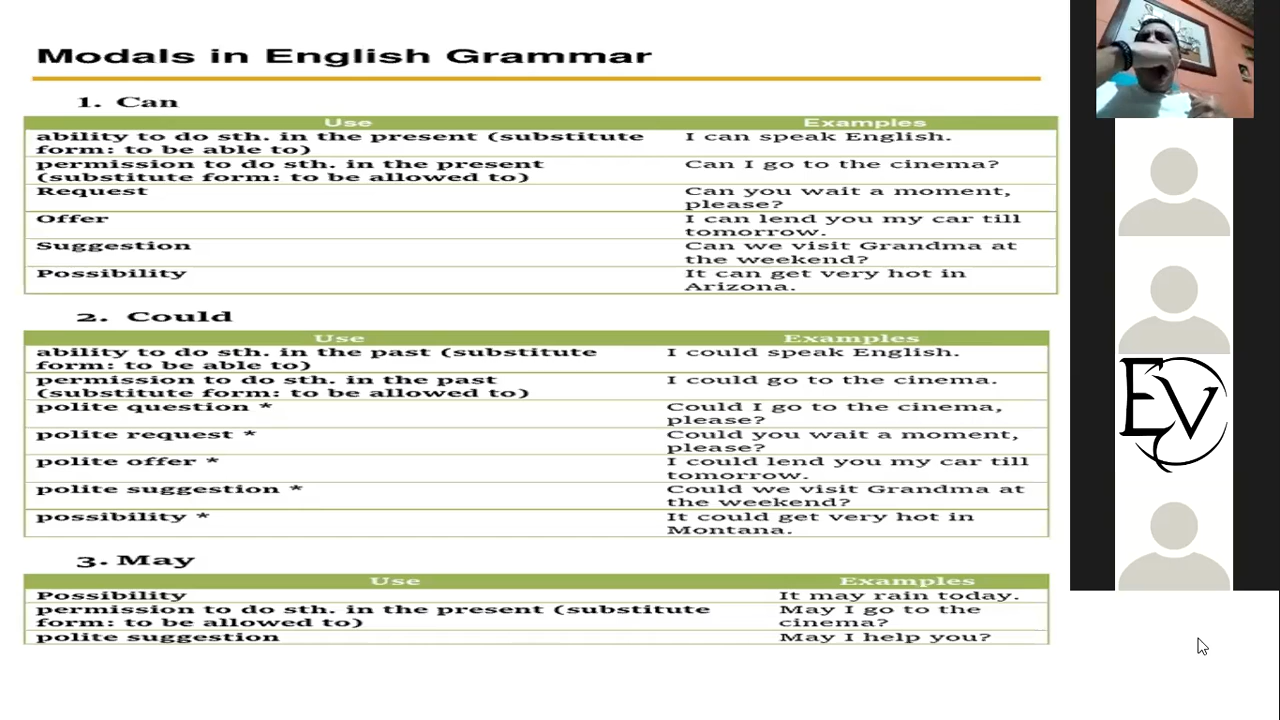 Modals in English Grammar
1. Can
Use Examples
ability to do sth. in the present (substitute I can speak English.
form: to be able to)
permission to do sth. in the present Can I go to the cinema?
(substitute form: to be allowed to)
Request Can you wait a moment,
please?
Offer I can lend you my car till
tomorrow.
Suggestion Can we visit Grandma at
the weekend?
Possibility It can get very hot in
Arizona.
2. Could
Use Examples
ability to do sth. in the past (substitute I could speak English.
form: to be able to)
permission to do sth. in the past I could go to the cinema.
(substitute form: to be allowed to)
polite question * Could I go to the cinema,
please?
polite request * Could you wait a moment,
please?
polite offer * I could lend you my car till
tomorrow.
polite suggestion * Could we visit Grandma at
the weekend?
possibility * It could get very hot in
Montana.
3. May
Use Examples
Possibility It may rain today.
permission to do sth. in the present (substitute May I go to the
form: to be allowed to) cinema?
polite suggestion May I help you?
EV